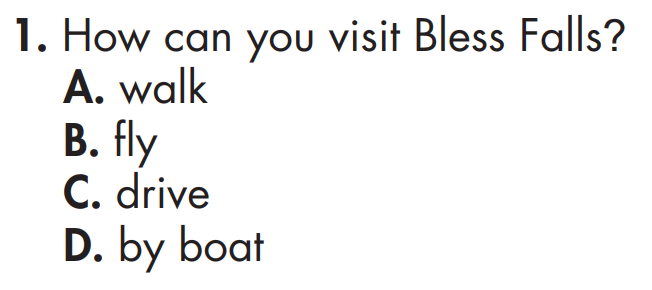 1. How can you visit Bless Falls?
A. walk
B. fly
C. drive
D. by boat